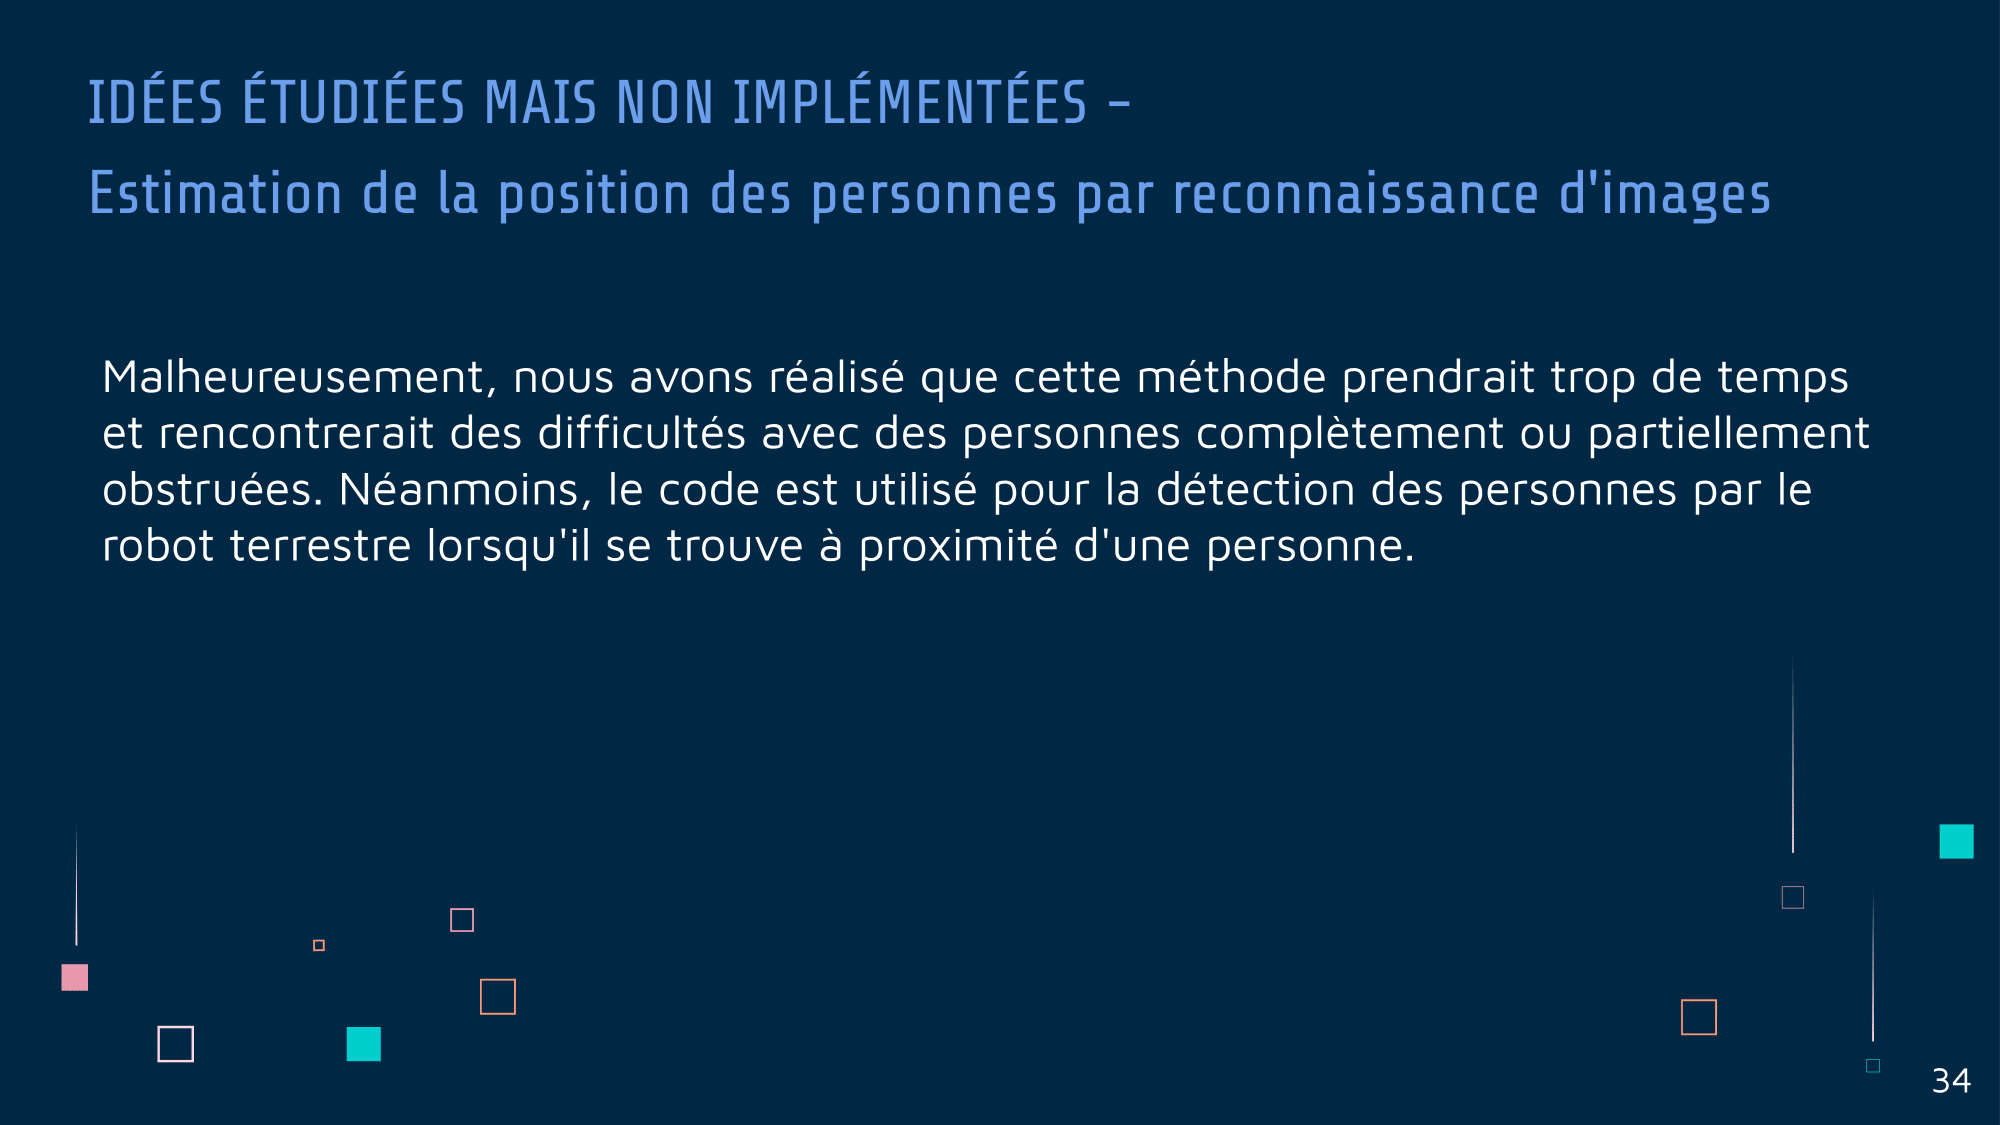 IDÉES ÉTUDIÉES MAIS NON IMPLÉMENTÉES –
Estimation de la position des personnes par reconnaissance d'images
Malheureusement, nous avons réalisé que cette méthode prendrait trop de temps
et rencontrerait des difficultés avec des personnes complètement ou partiellement
obstruées. Néanmoins, le code est utilisé pour la détection des personnes par le
robot terrestre lorsqu'il se trouve à proximité d'une personne.
34